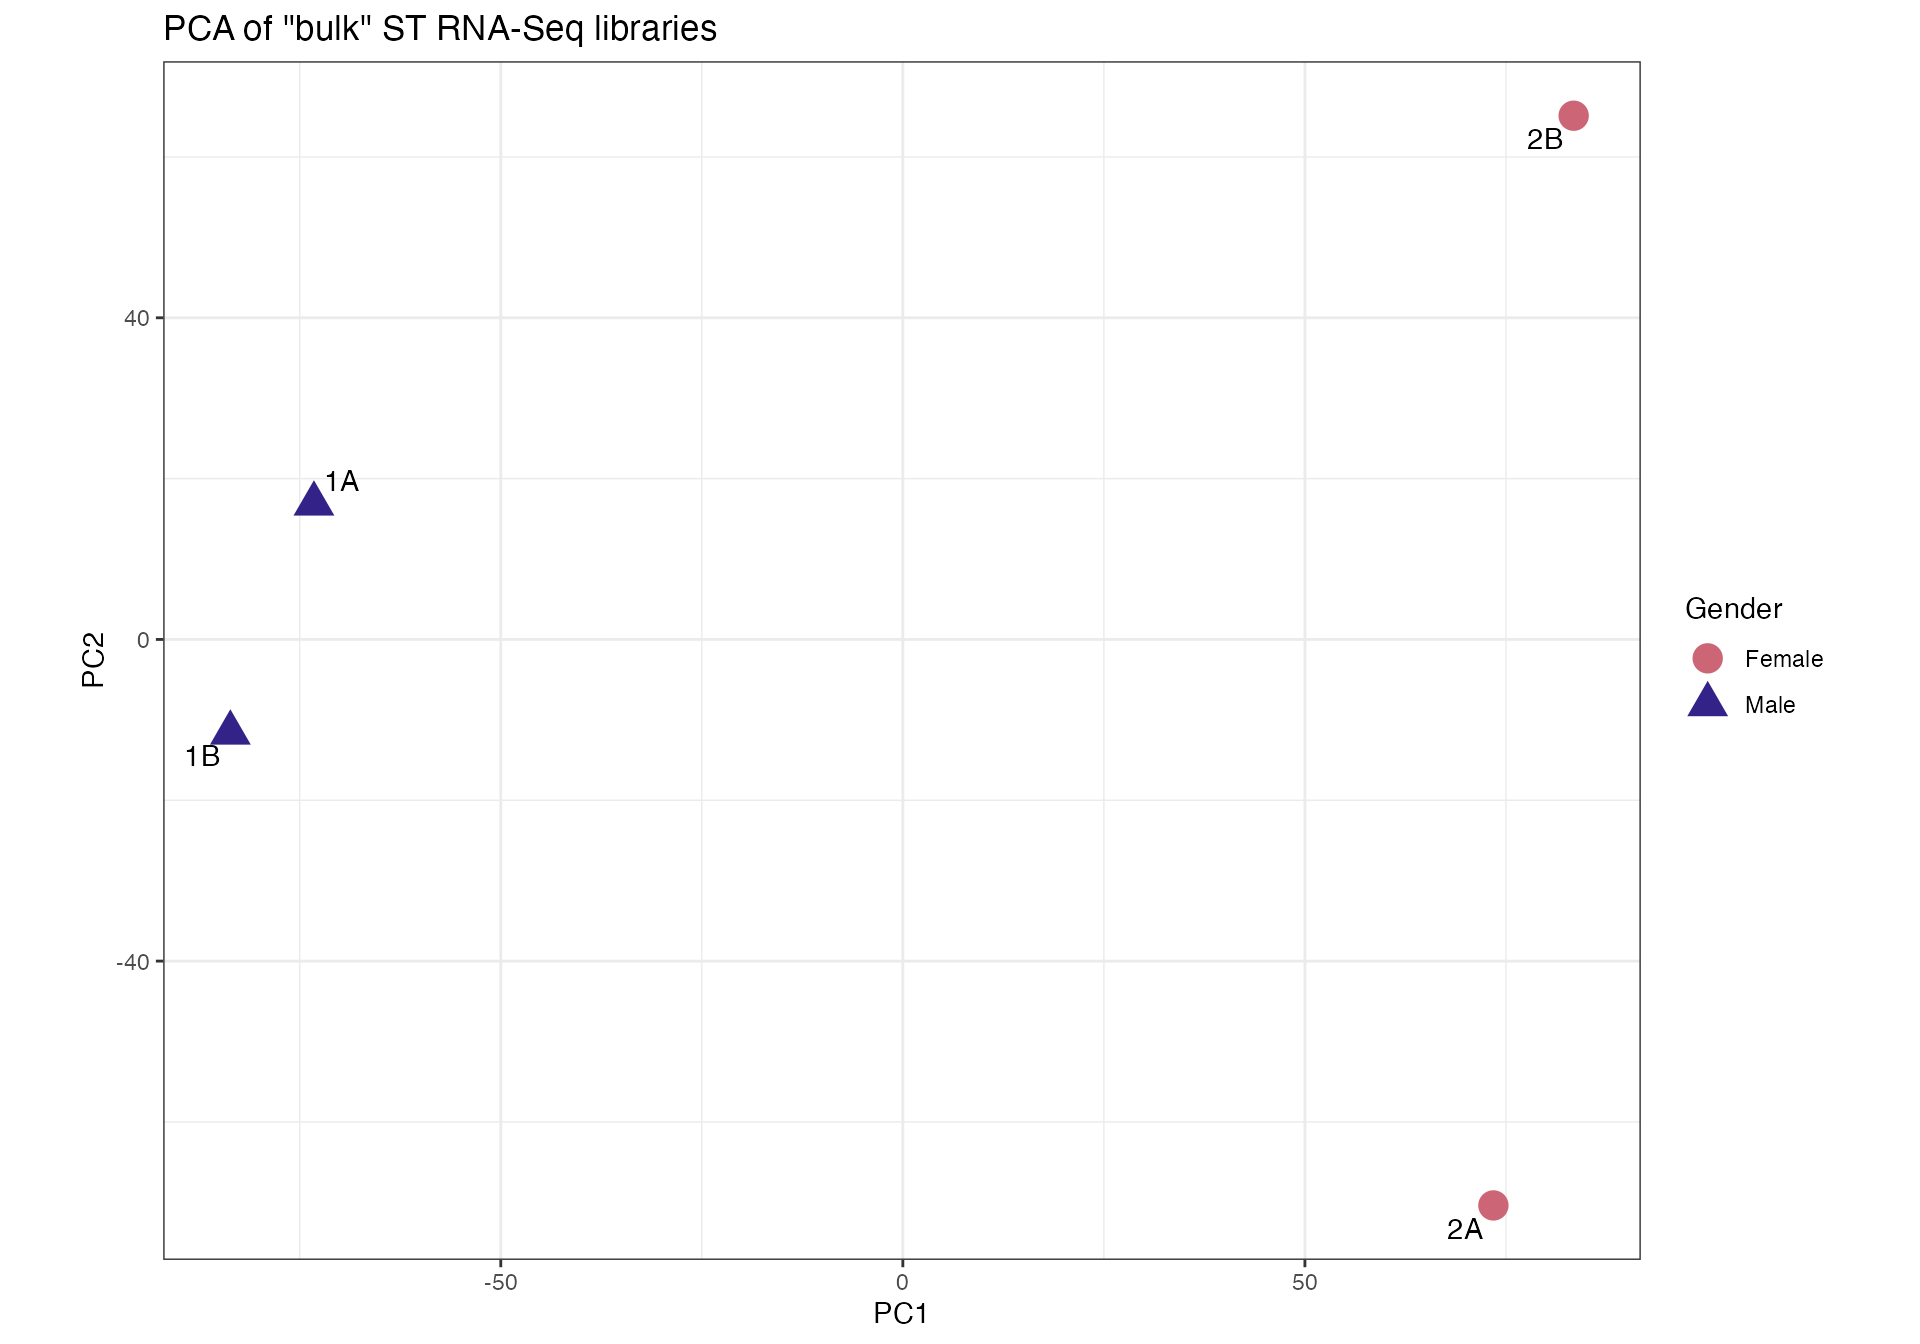 PCA of "bulk" ST RNA-Seq libraries
2B
40
1A
0
PC2
1B
-40
2A
-50
0
50
PC1
Gender
Female
Male